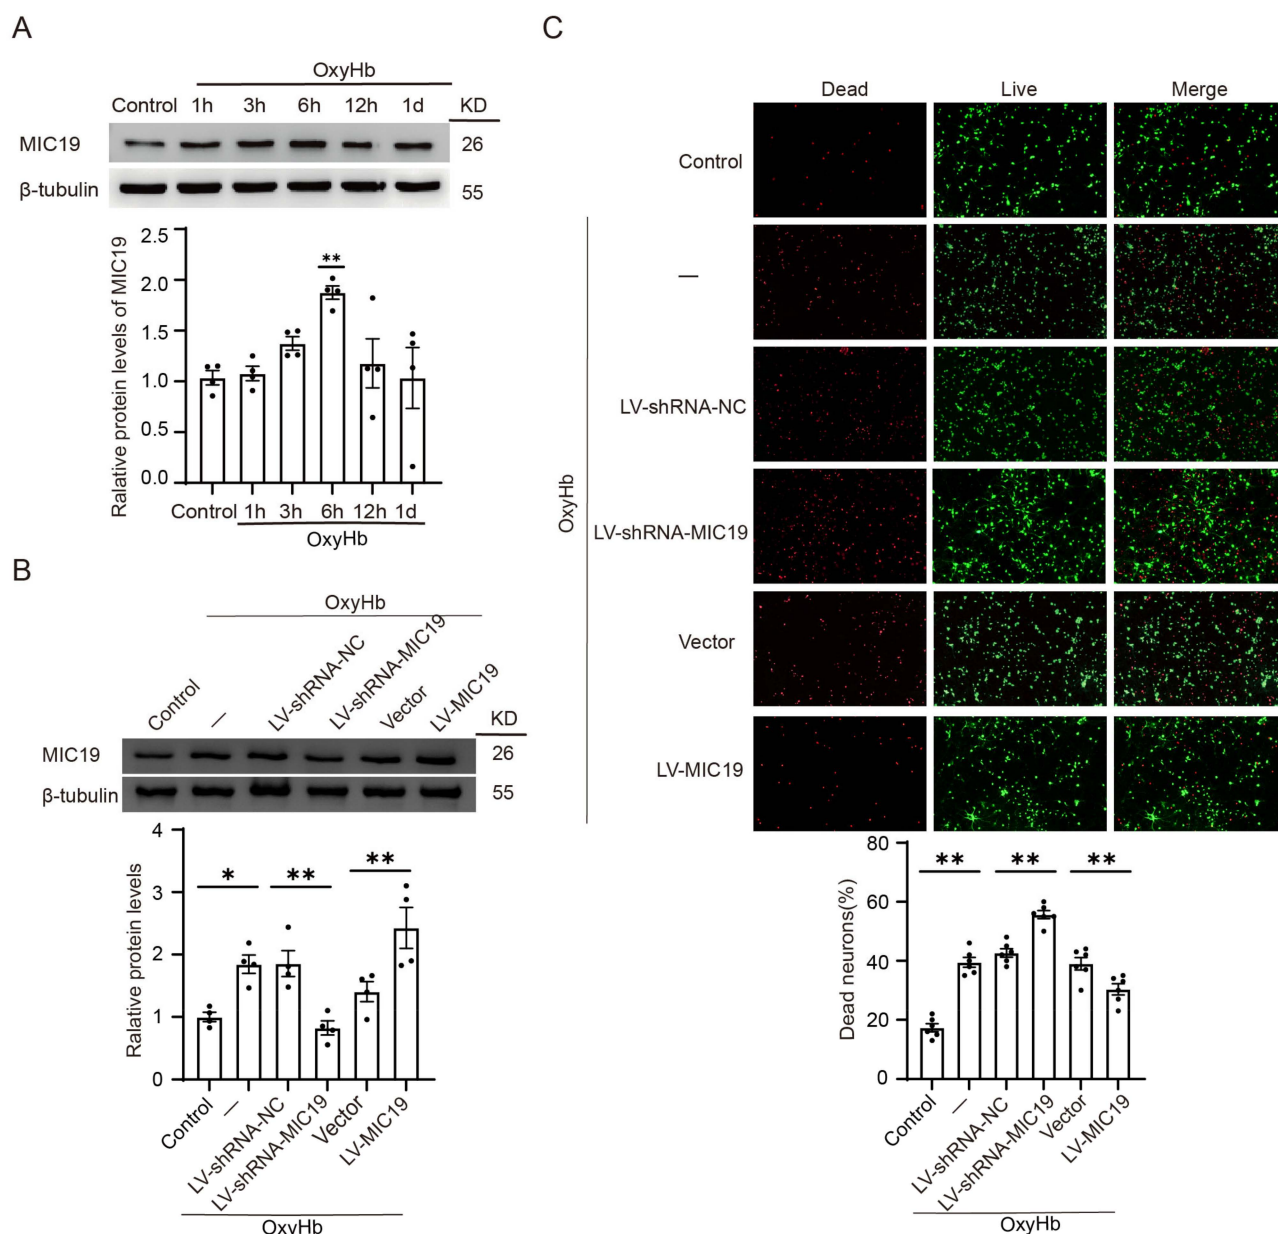 A
OxyHb
Control 1h 3h 6h 12h 1d KD
MIC19 26
β-tubulin 55
Ralative protein levels of MIC19
2.5
2.0
1.5
1.0
0.5
0.0
**
Control 1h 3h 6h 12h 1d
OxyHb
B
OxyHb
Control — LV-shRNA-NC LV-shRNA-MIC19 Vector LV-MIC19 KD
MIC19 26
β-tubulin 55
Ralative protein levels
4
3
2
1
0
* ** **
Control — LV-shRNA-NC LV-shRNA-MIC19 Vector LV-MIC19
OxyHb
C
Dead Live Merge
Control
—
LV-shRNA-NC
LV-shRNA-MIC19
Vector
LV-MIC19
OxyHb
Dead neurons(%)
80
60
40
20
0
** ** **
Control — LV-shRNA-NC LV-shRNA-MIC19 Vector LV-MIC19
OxyHb